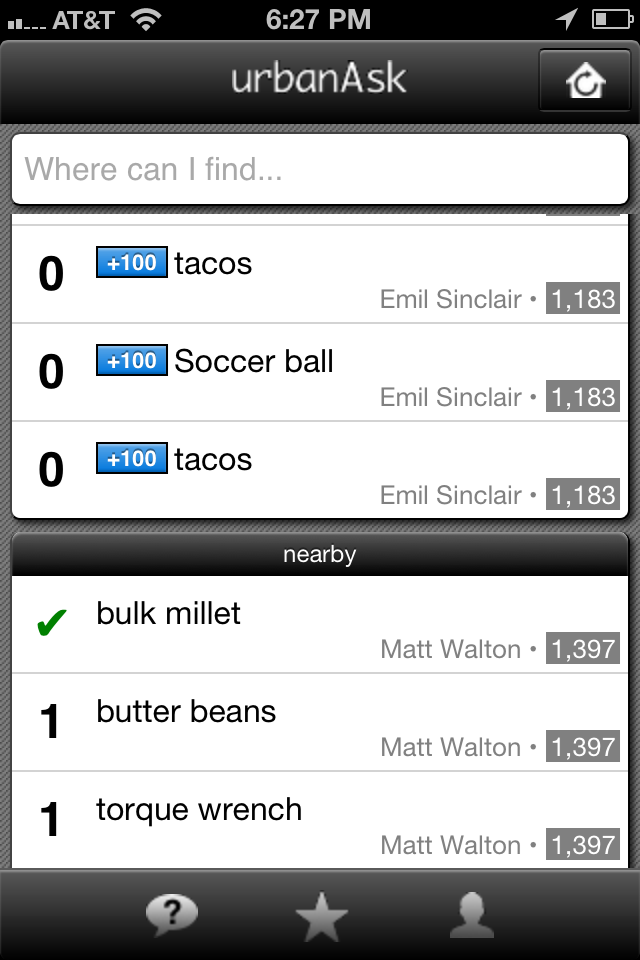 AT&T 6:27 PM
urbanAsk
Where can I find...
0 +100 tacos
Emil Sinclair • 1,183
0 +100 Soccer ball
Emil Sinclair • 1,183
0 +100 tacos
Emil Sinclair • 1,183
nearby
✔ bulk millet
Matt Walton • 1,397
1 butter beans
Matt Walton • 1,397
1 torque wrench
Matt Walton • 1,397
?